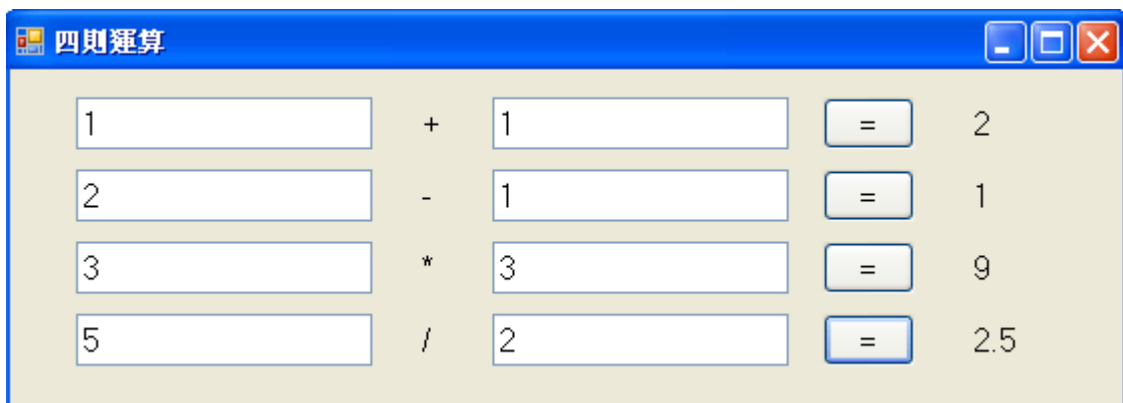 四則運算
1 + 1 = 2
2 - 1 = 1
3 * 3 = 9
5 / 2 = 2.5